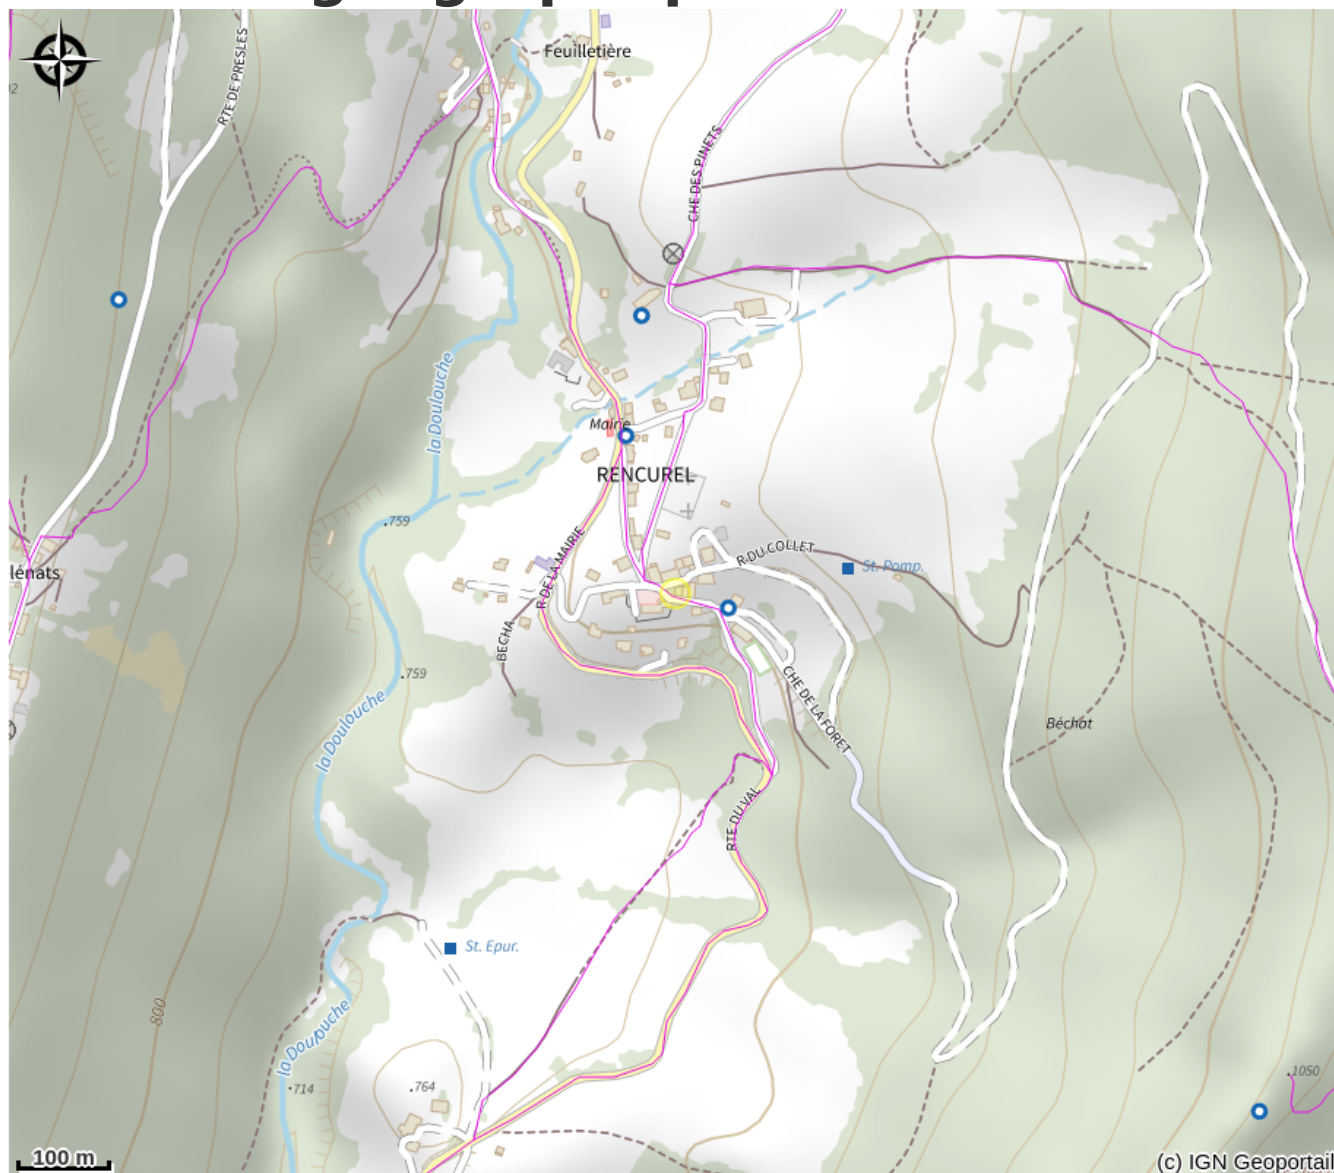 Feuilletière
RTE DE PRESLES
CHE DES PINETS
la Doulouche
Mairie
RENCUREL
.759
R DE LA MAIRIE
R DU COLLET
St. Pomp.
lénats
BECHA
.759
CHE DE LA FORET
la Doulouche
Béchat
RTE DU VAL
St. Epur.
800
la Doulouche
.714
.764
.1050
100 m
(c) IGN Geoportail